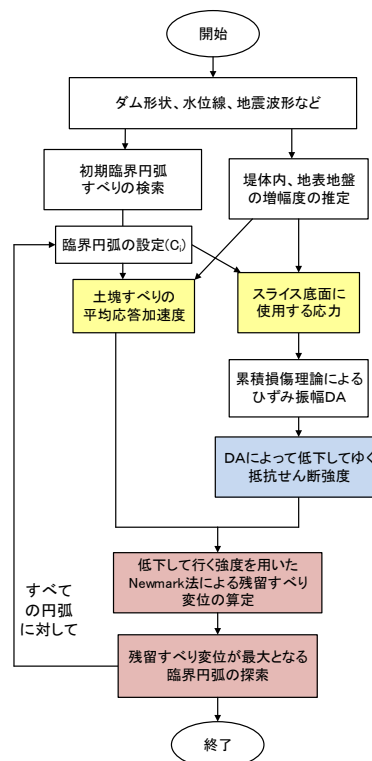 開始
ダム形状、水位線、地震波形など
初期臨界円弧
すべりの検索
堤体内、地表地盤
の増幅度の推定
臨界円弧の設定(Ci)
土塊すべりの
平均応答加速度
スライス底面に
使用する応力
累積損傷理論による
ひずみ振幅DA
DAによって低下してゆく
抵抗せん断強度
低下して行く強度を用いた
Newmark法による残留すべり
変位の算定
すべて
の円弧
に対して
残留すべり変位が最大となる
臨界円弧の探索
終了